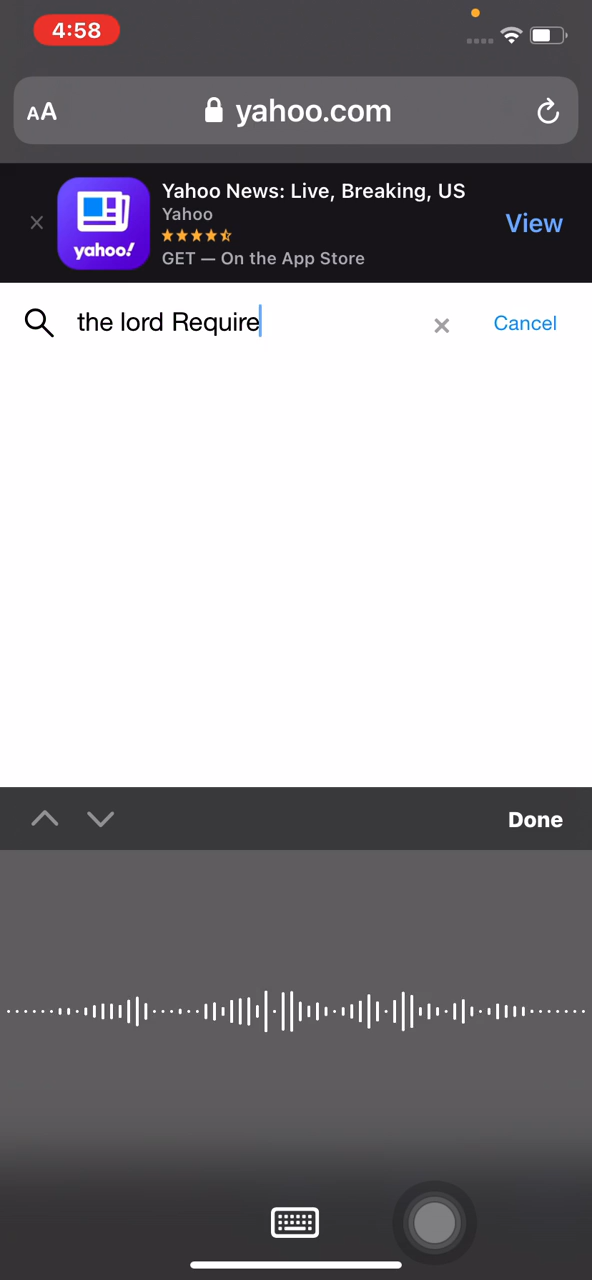 4:58
AA yahoo.com
Yahoo News: Live, Breaking, US
Yahoo
GET — On the App Store
View
yahoo!
the lord Require
Cancel
Done